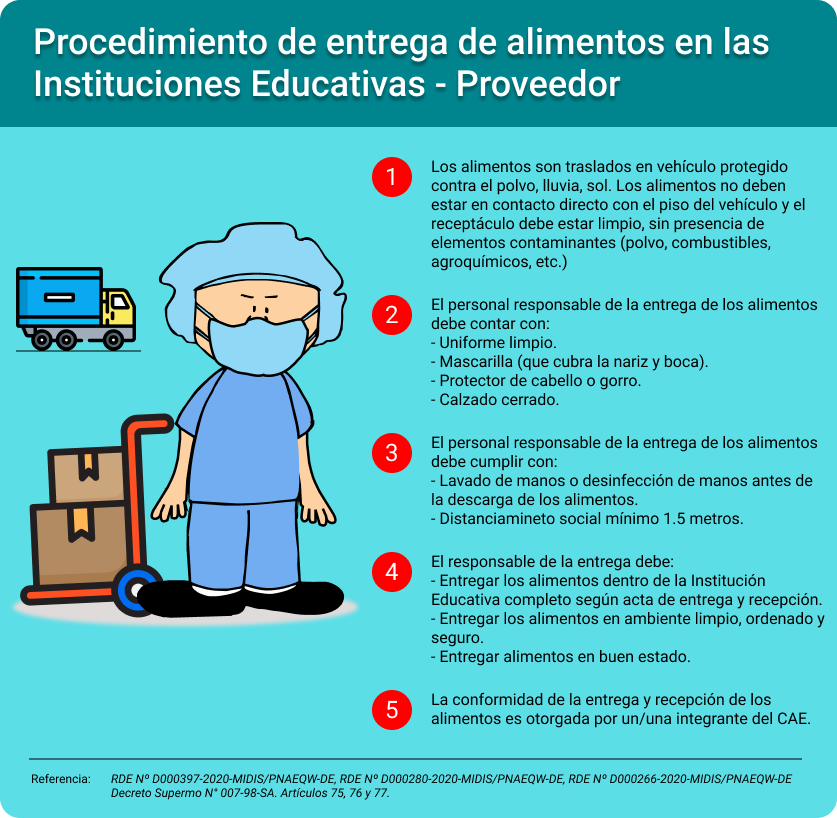 Procedimiento de entrega de alimentos en las
Instituciones Educativas - Proveedor
1
Los alimentos son traslados en vehículo protegido
contra el polvo, lluvia, sol. Los alimentos no deben
estar en contacto directo con el piso del vehículo y el
receptáculo debe estar limpio, sin presencia de
elementos contaminantes (polvo, combustibles,
agroquímicos, etc.)
2
El personal responsable de la entrega de los alimentos
debe contar con:
- Uniforme limpio.
- Mascarilla (que cubra la nariz y boca).
- Protector de cabello o gorro.
- Calzado cerrado.
3
El personal responsable de la entrega de los alimentos
debe cumplir con:
- Lavado de manos o desinfección de manos antes de
la descarga de los alimentos.
- Distanciamineto social mínimo 1.5 metros.
4
El responsable de la entrega debe:
- Entregar los alimentos dentro de la Institución
Educativa completo según acta de entrega y recepción.
- Entregar los alimentos en ambiente limpio, ordenado y
seguro.
- Entregar alimentos en buen estado.
5
La conformidad de la entrega y recepción de los
alimentos es otorgada por un/una integrante del CAE.
Referencia: RDE Nº D000397-2020-MIDIS/PNAEQW-DE, RDE Nº D000280-2020-MIDIS/PNAEQW-DE, RDE Nº D000266-2020-MIDIS/PNAEQW-DE
Decreto Supermo N° 007-98-SA. Artículos 75, 76 y 77.